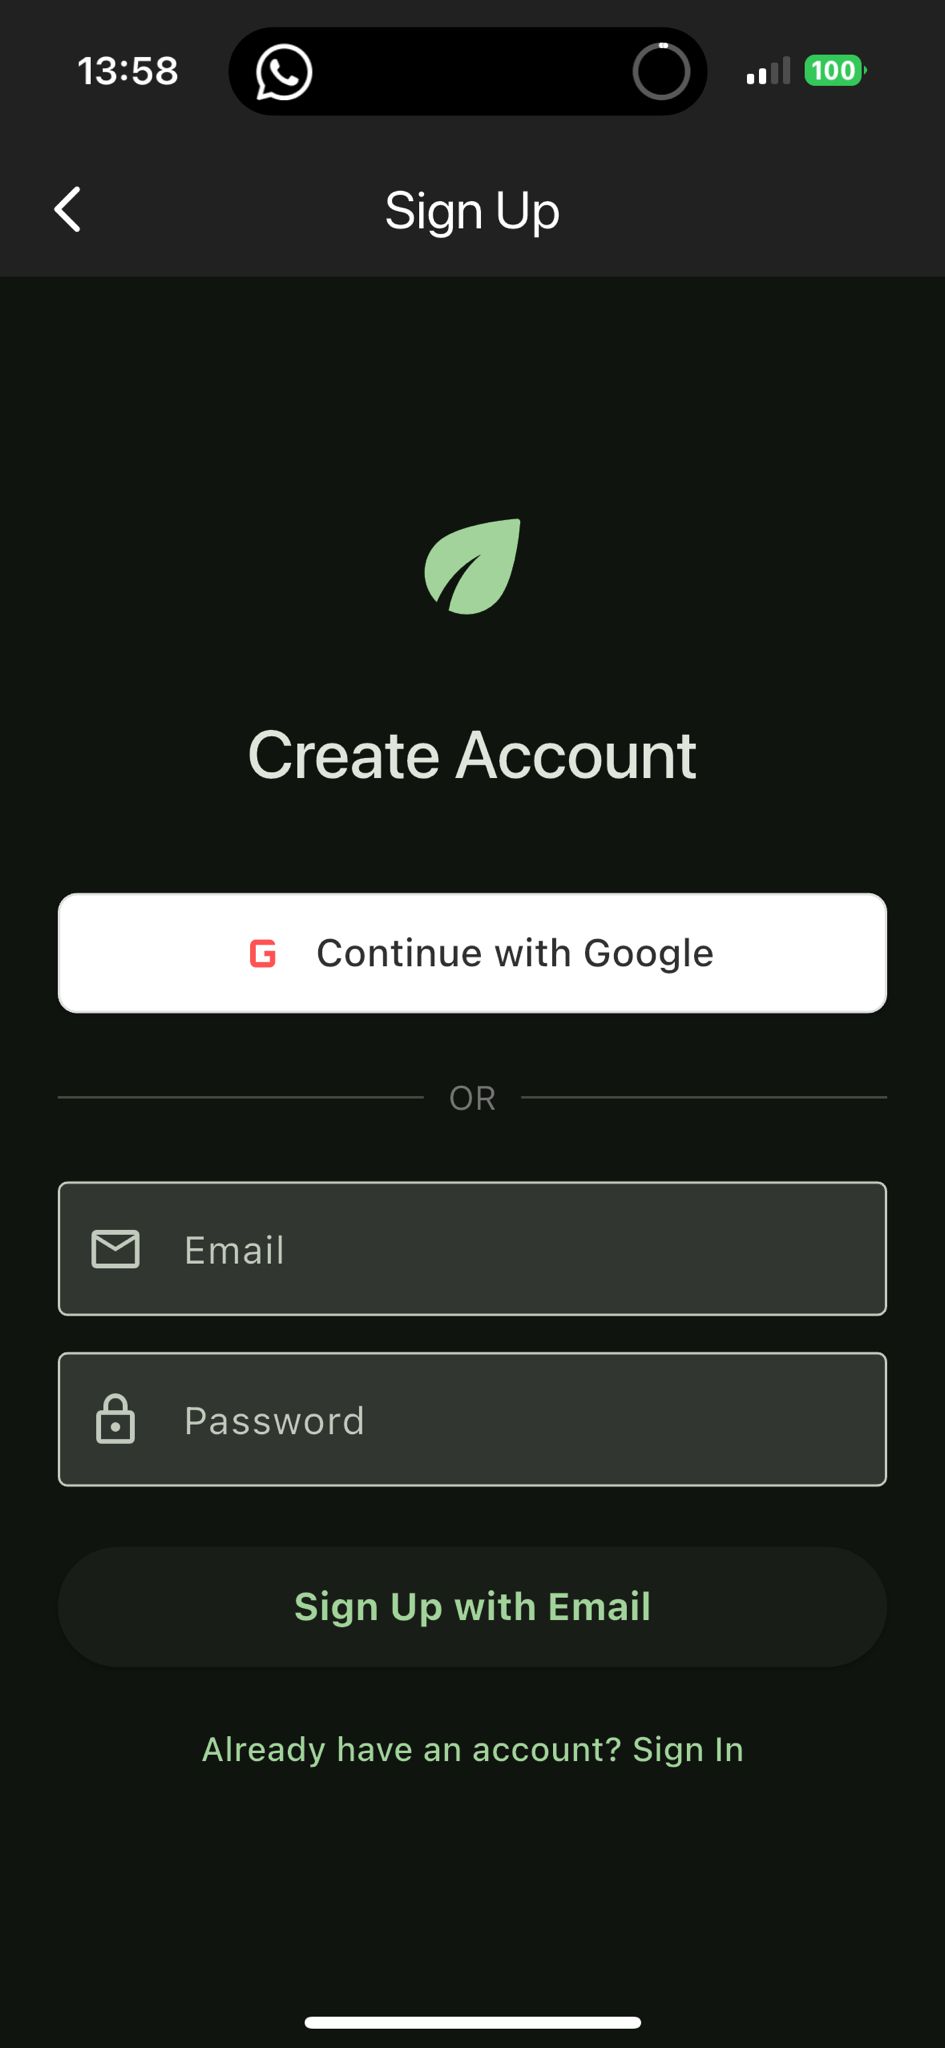 13:58
100
Sign Up
Create Account
G Continue with Google
OR
Email
Password
Sign Up with Email
Already have an account? Sign In